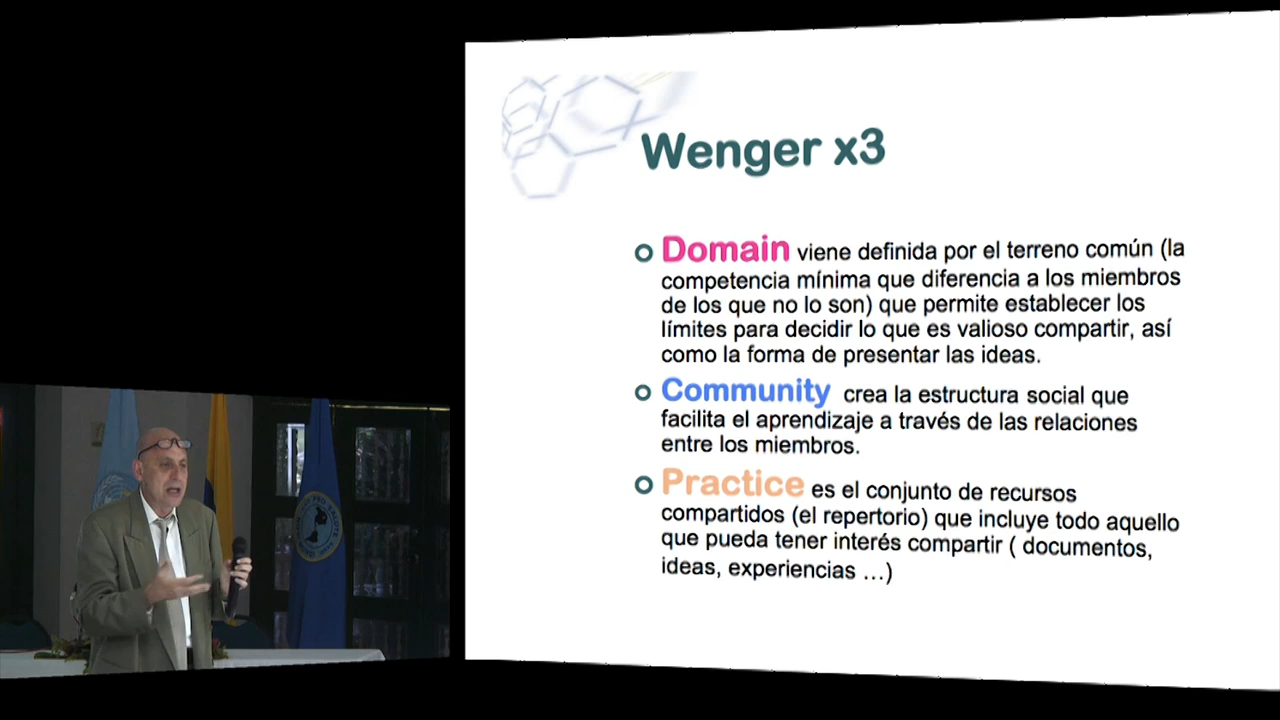 Wenger x3
Domain viene definida por el terreno común (la
competencia mínima que diferencia a los miembros
de los que no lo son) que permite establecer los
límites para decidir lo que es valioso compartir, así
como la forma de presentar las ideas.
Community crea la estructura social que
facilita el aprendizaje a través de las relaciones
entre los miembros.
Practice es el conjunto de recursos
compartidos (el repertorio) que incluye todo aquello
que pueda tener interés compartir ( documentos,
ideas, experiencias ...)
PRO SALUTE